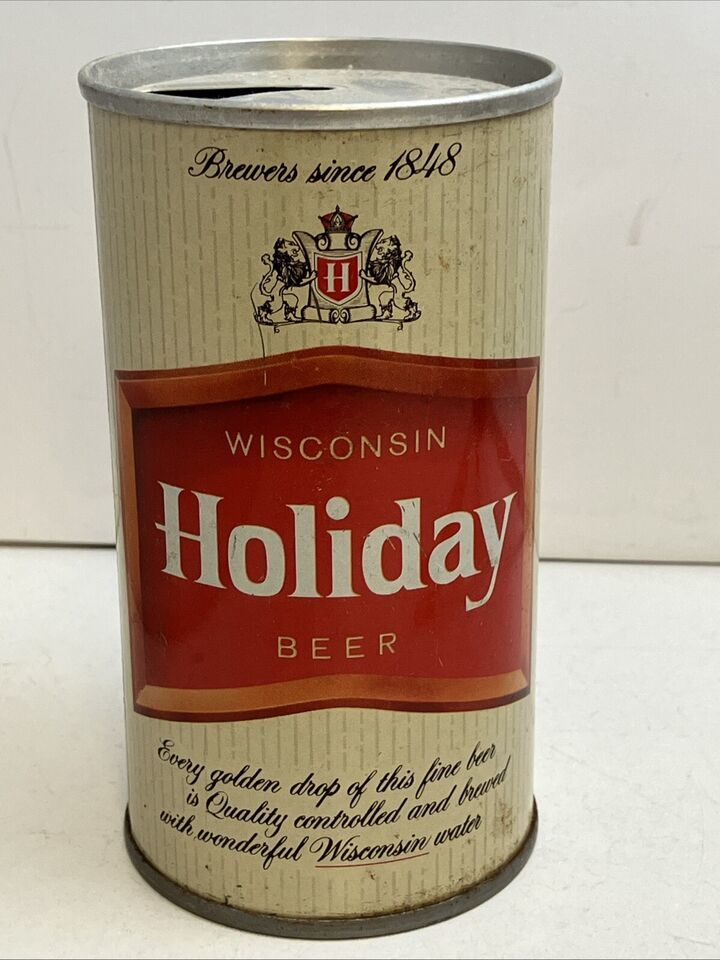 Brewers since 1848
H
WISCONSIN
Holiday
BEER
Every golden drop of this fine beer
is Quality controlled and brewed
with wonderful Wisconsin water